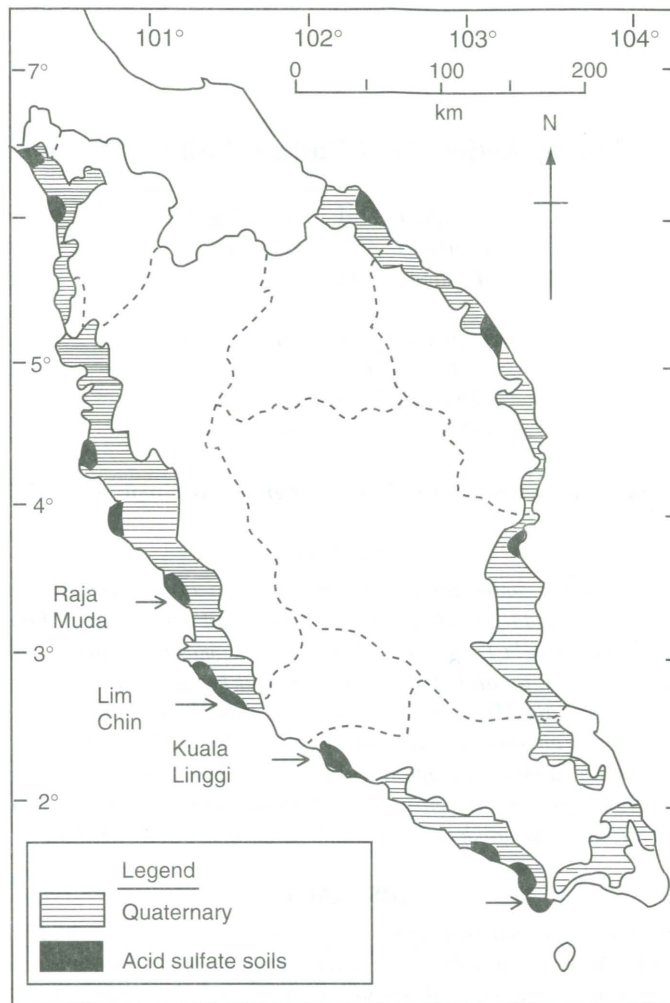 101° 102° 103° 104°
7°
0 100 200
km
N
5°
4°
Raja
Muda
3°
Lim
Chin
Kuala
Linggi
2°
Legend
Quaternary
Acid sulfate soils